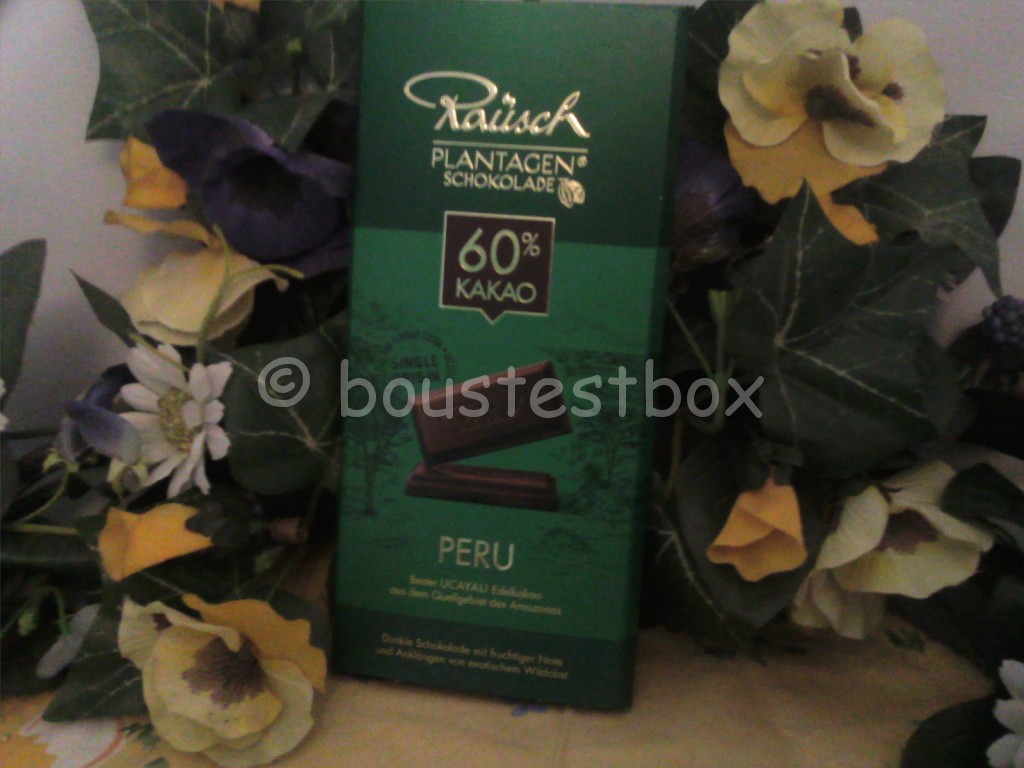 Rausch
PLANTAGEN®
SCHOKOLADE
60%
KAKAO
SINGLE
© boustestbox
PERU
Bester UCAYALI Edelkakao
aus dem Quellgebiet des Amazonas
Dunkle Schokolade mit fruchtiger Note
und Anklängen von exotischem Wildobst